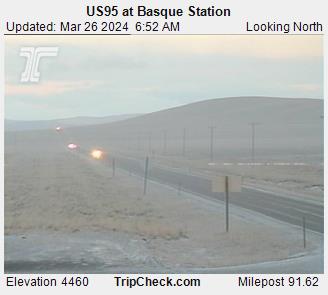 US95 at Basque Station
Updated: Mar 26 2024 6:52 AM Looking North
Elevation 4460 TripCheck.com Milepost 91.62